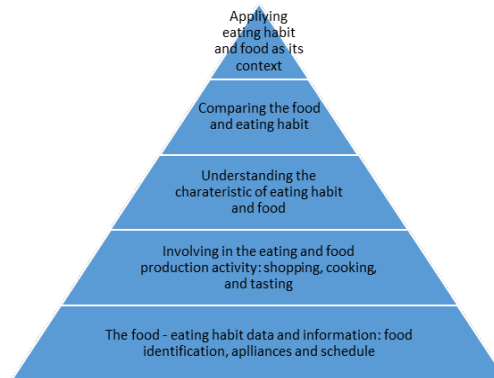 Appliying
eating habit
and food as its
context
Comparing the food
and eating habit
Understanding the
charateristic of eating habit
and food
Involving in the eating and food
production activity: shopping, cooking,
and tasting
The food - eating habit data and information: food
identification, aplliances and schedule